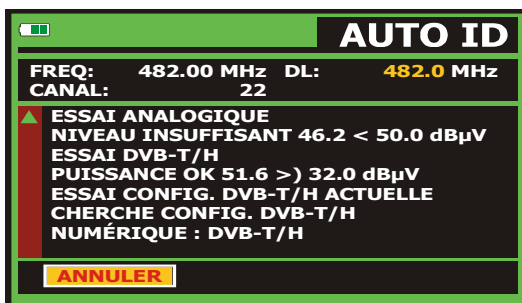 AUTO ID
FREQ: 482.00 MHz DL: 482.0 MHz
CANAL: 22
ESSAI ANALOGIQUE
NIVEAU INSUFFISANT 46.2 < 50.0 dBµV
ESSAI DVB-T/H
PUISSANCE OK 51.6 >) 32.0 dBµV
ESSAI CONFIG. DVB-T/H ACTUELLE
CHERCHE CONFIG. DVB-T/H
NUMÉRIQUE : DVB-T/H
ANNULER